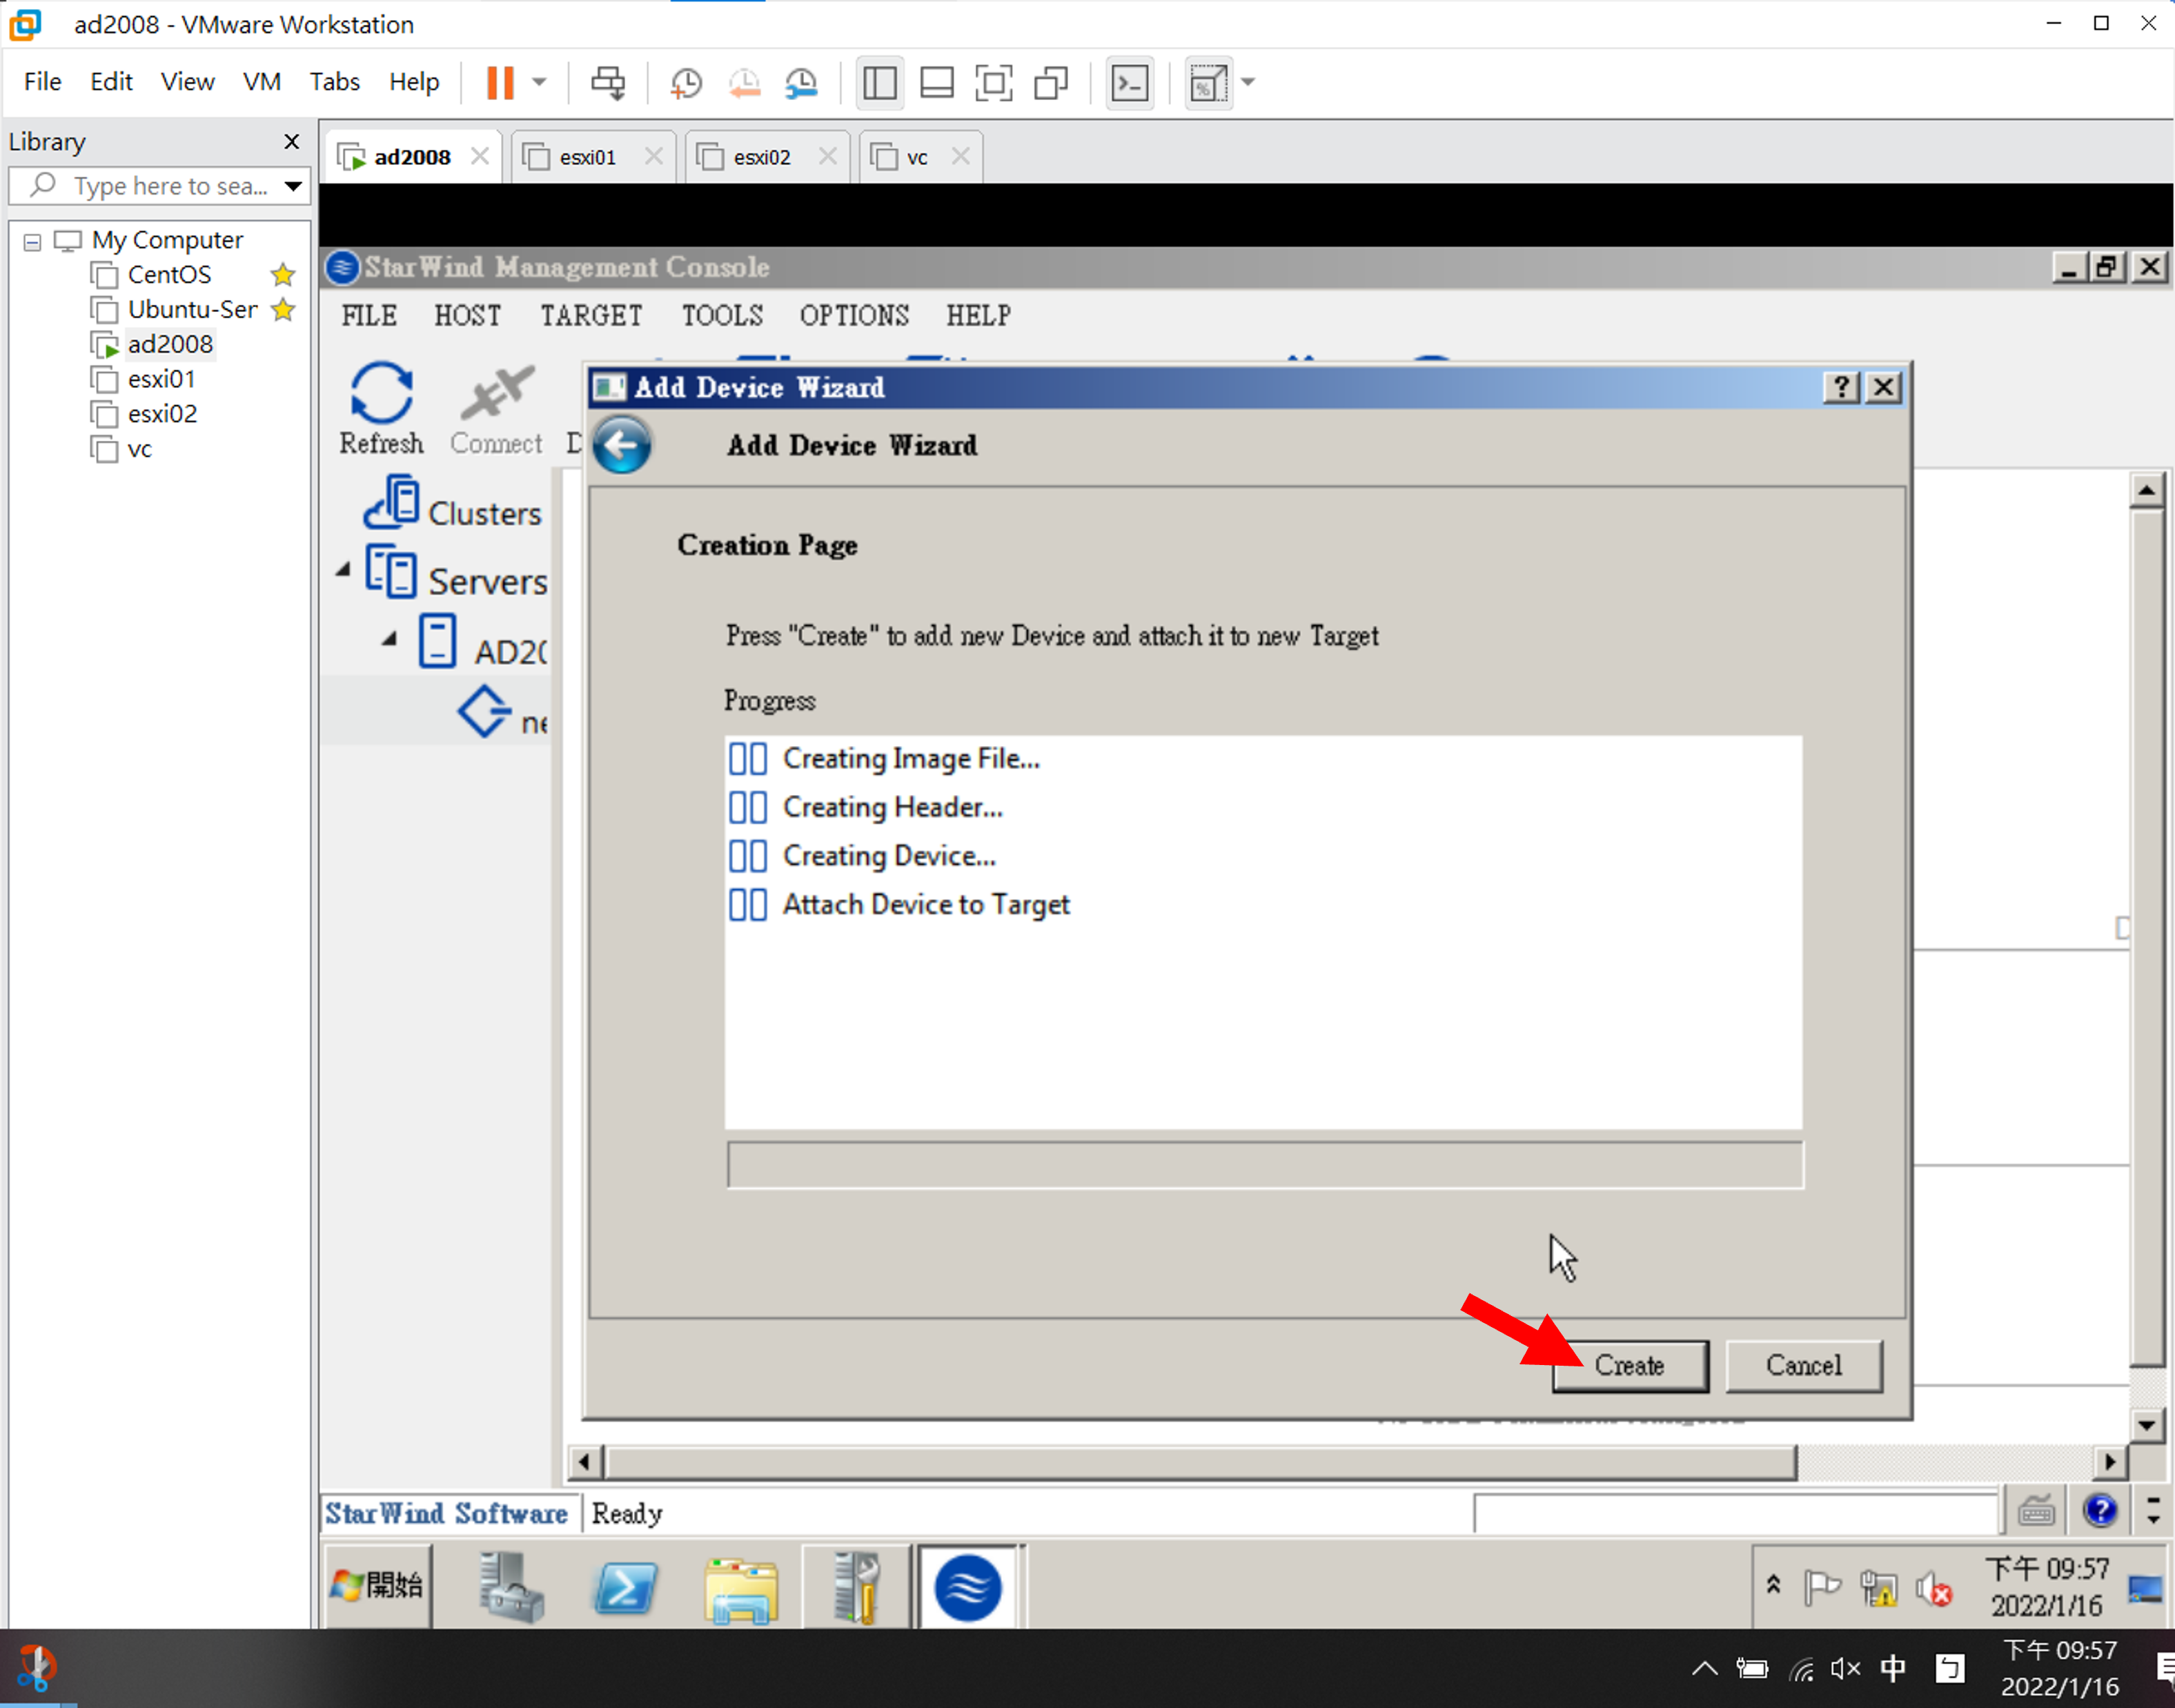 ad2008 - VMware Workstation
File Edit View VM Tabs Help
Library
Type here to sea...
My Computer
CentOS
Ubuntu-Ser
ad2008
esxi01
esxi02
vc
ad2008
esxi01
esxi02
vc
StarWind Management Console
FILE HOST TARGET TOOLS OPTIONS HELP
Refresh
Connect
D
Clusters
Servers
AD20
ne
Add Device Wizard
Add Device Wizard
Creation Page
Press "Create" to add new Device and attach it to new Target
Progress
Creating Image File...
Creating Header...
Creating Device...
Attach Device to Target
D
Create
Cancel
StarWind Software
Ready
開始
下午 09:57
2022/1/16
中
ㄅ
下午 09:57
2022/1/16